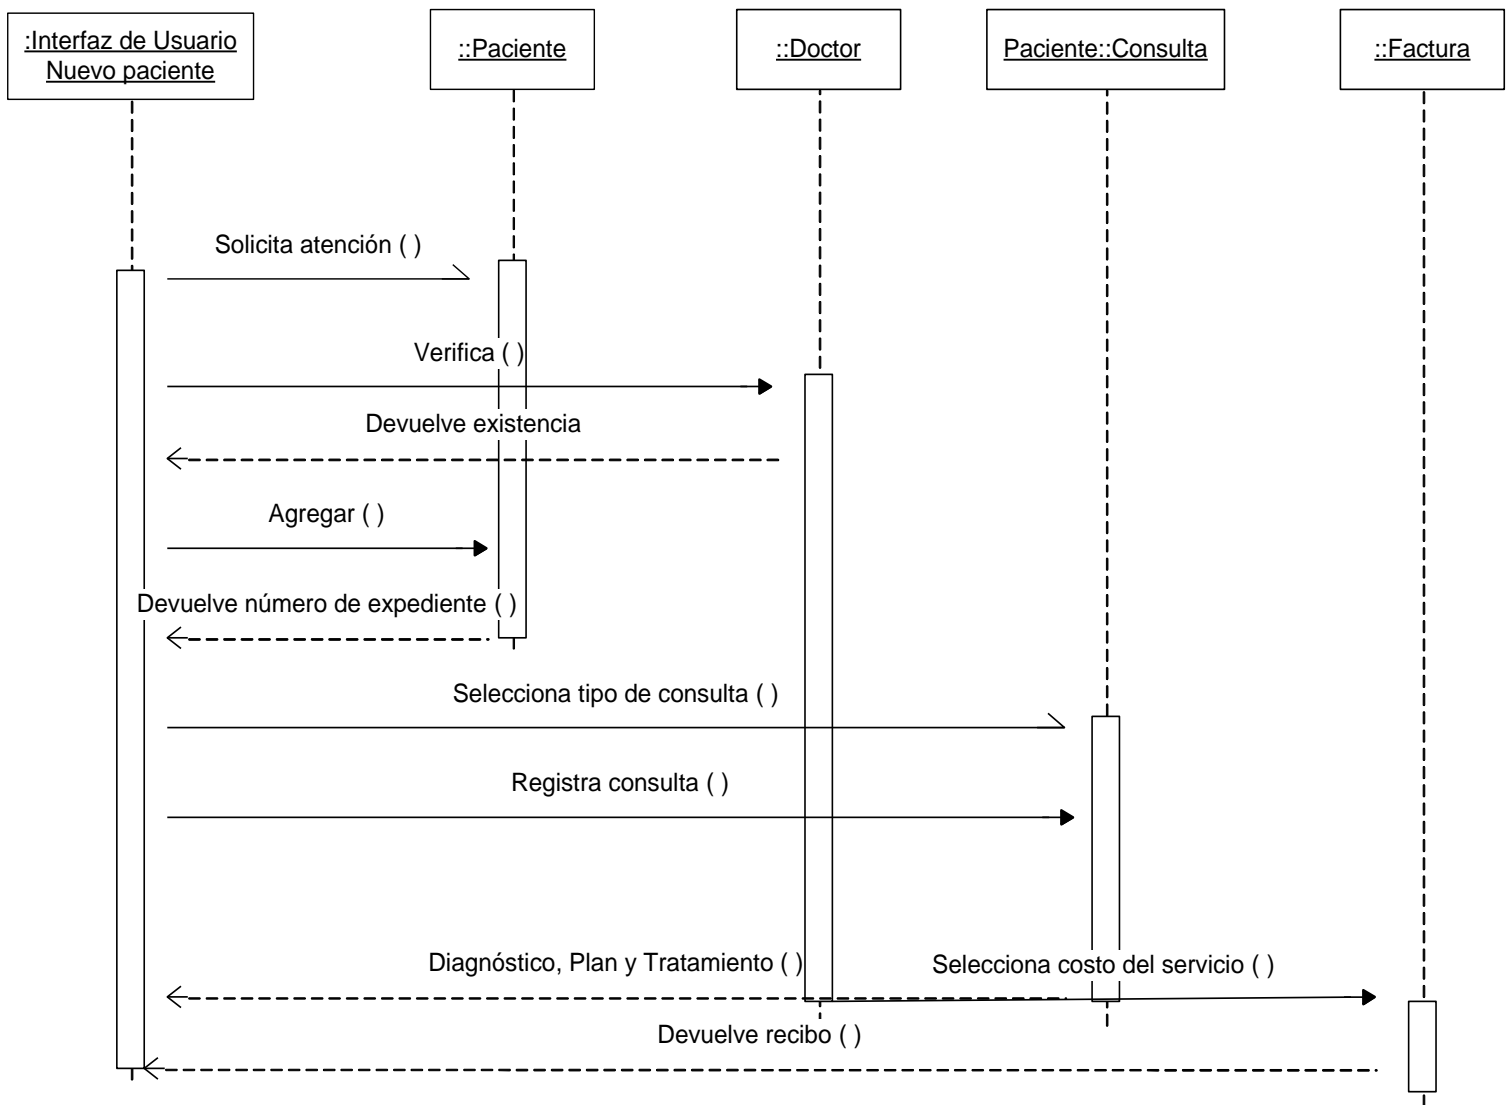 :Interfaz de Usuario
Nuevo paciente
::Paciente
::Doctor
Paciente::Consulta
::Factura
Solicita atención ( )
Verifica ( )
Devuelve existencia
Agregar ( )
Devuelve número de expediente ( )
Selecciona tipo de consulta ( )
Registra consulta ( )
Diagnóstico, Plan y Tratamiento ( )
Selecciona costo del servicio ( )
Devuelve recibo ( )